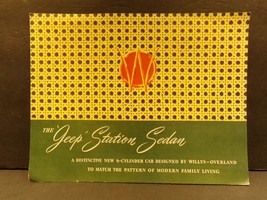 W
THE 'Jeep' Station Sedan
A DISTINCTIVE NEW 6-CYLINDER CAR DESIGNED BY WILLYS-OVERLAND
TO MATCH THE PATTERN OF MODERN FAMILY LIVING